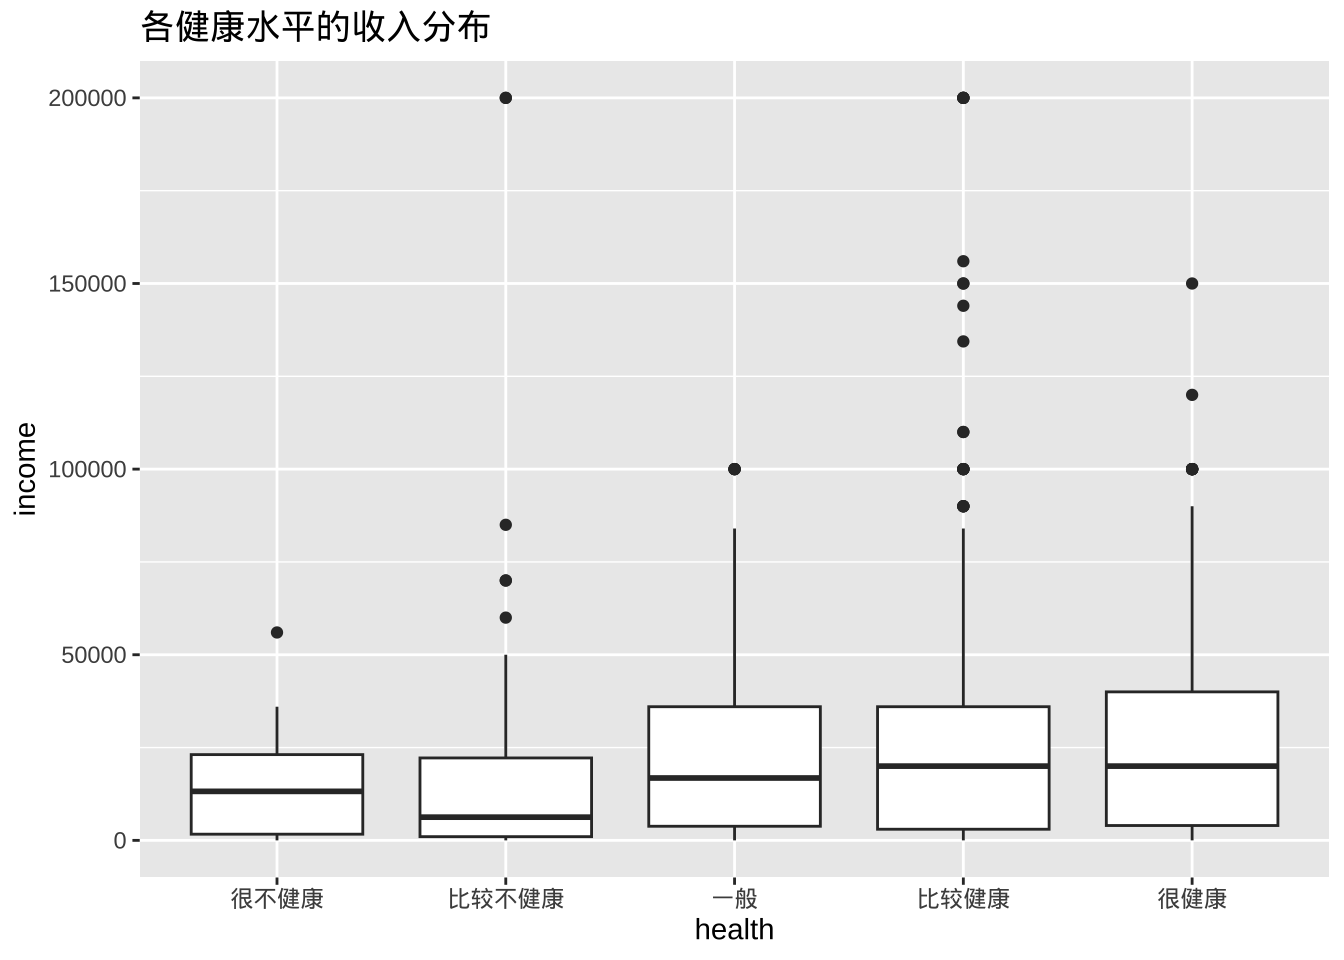 各健康水平的收入分布
200000
150000
100000
50000
0
income
很不健康
比较不健康
一般
比较健康
很健康
health